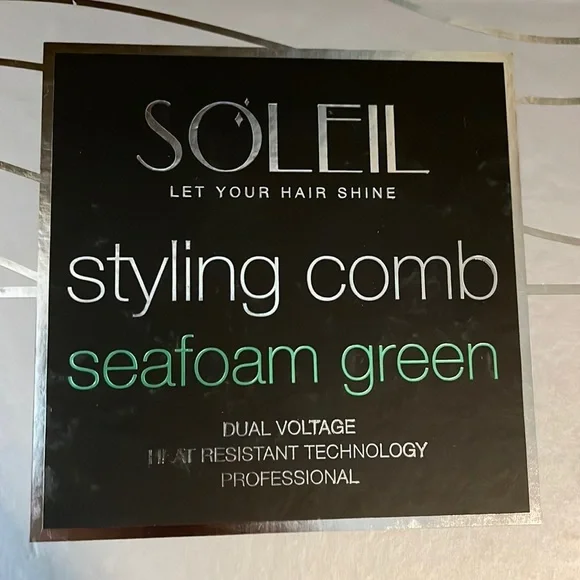 SOLEIL
LET YOUR HAIR SHINE
styling comb
seafoam green
DUAL VOLTAGE
HEAT RESISTANT TECHNOLOGY
PROFESSIONAL